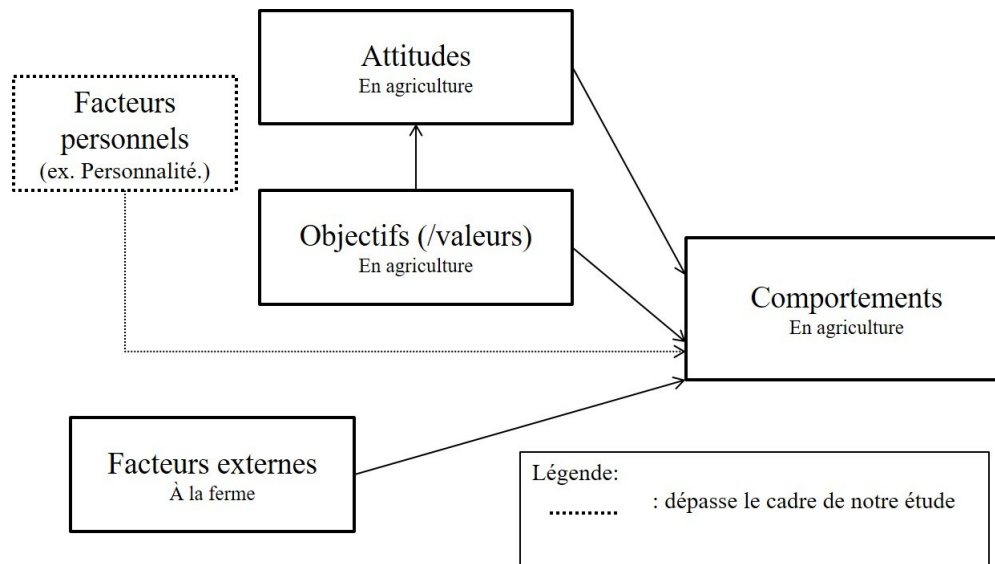 Attitudes
En agriculture
Facteurs
personnels
(ex. Personnalité.)
Objectifs (/valeurs)
En agriculture
Comportements
En agriculture
Facteurs externes
À la ferme
Légende:
: dépasse le cadre de notre étude